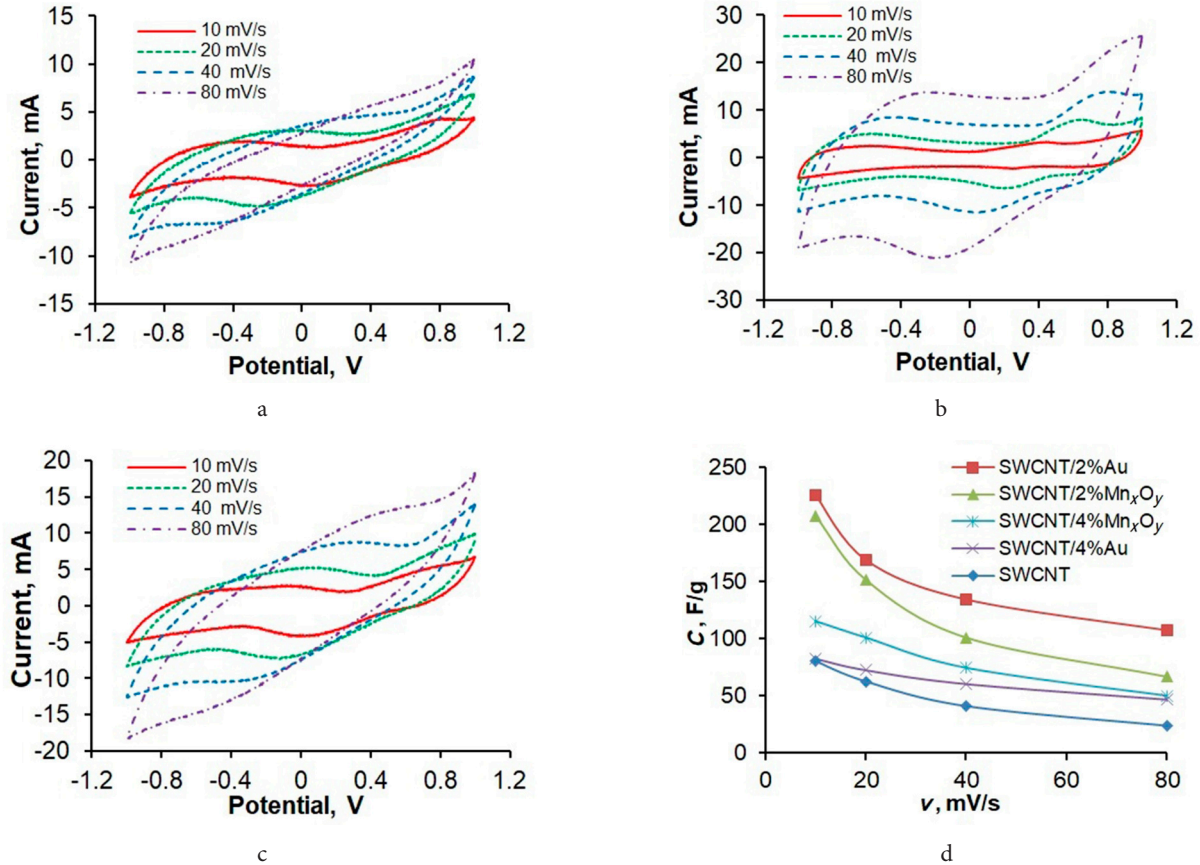 15
10
5
0
-5
-10
-15
Current, mA
10 mV/s
20 mV/s
40 mV/s
80 mV/s
-1.2 -0.8 -0.4 0 0.4 0.8 1.2
Potential, V
a
30
20
10
0
-10
-20
-30
Current, mA
10 mV/s
20 mV/s
40 mV/s
80 mV/s
-1.2 -0.8 -0.4 0 0.4 0.8 1.2
Potential, V
b
20
15
10
5
0
-5
-10
-15
-20
Current, mA
10 mV/s
20 mV/s
40 mV/s
80 mV/s
-1.2 -0.8 -0.4 0 0.4 0.8 1.2
Potential, V
c
250
200
150
100
50
0
C, F/g
SWCNT/2%Au
SWCNT/2%MnxOy
SWCNT/4%MnxOy
SWCNT/4%Au
SWCNT
0 20 40 60 80
v, mV/s
d